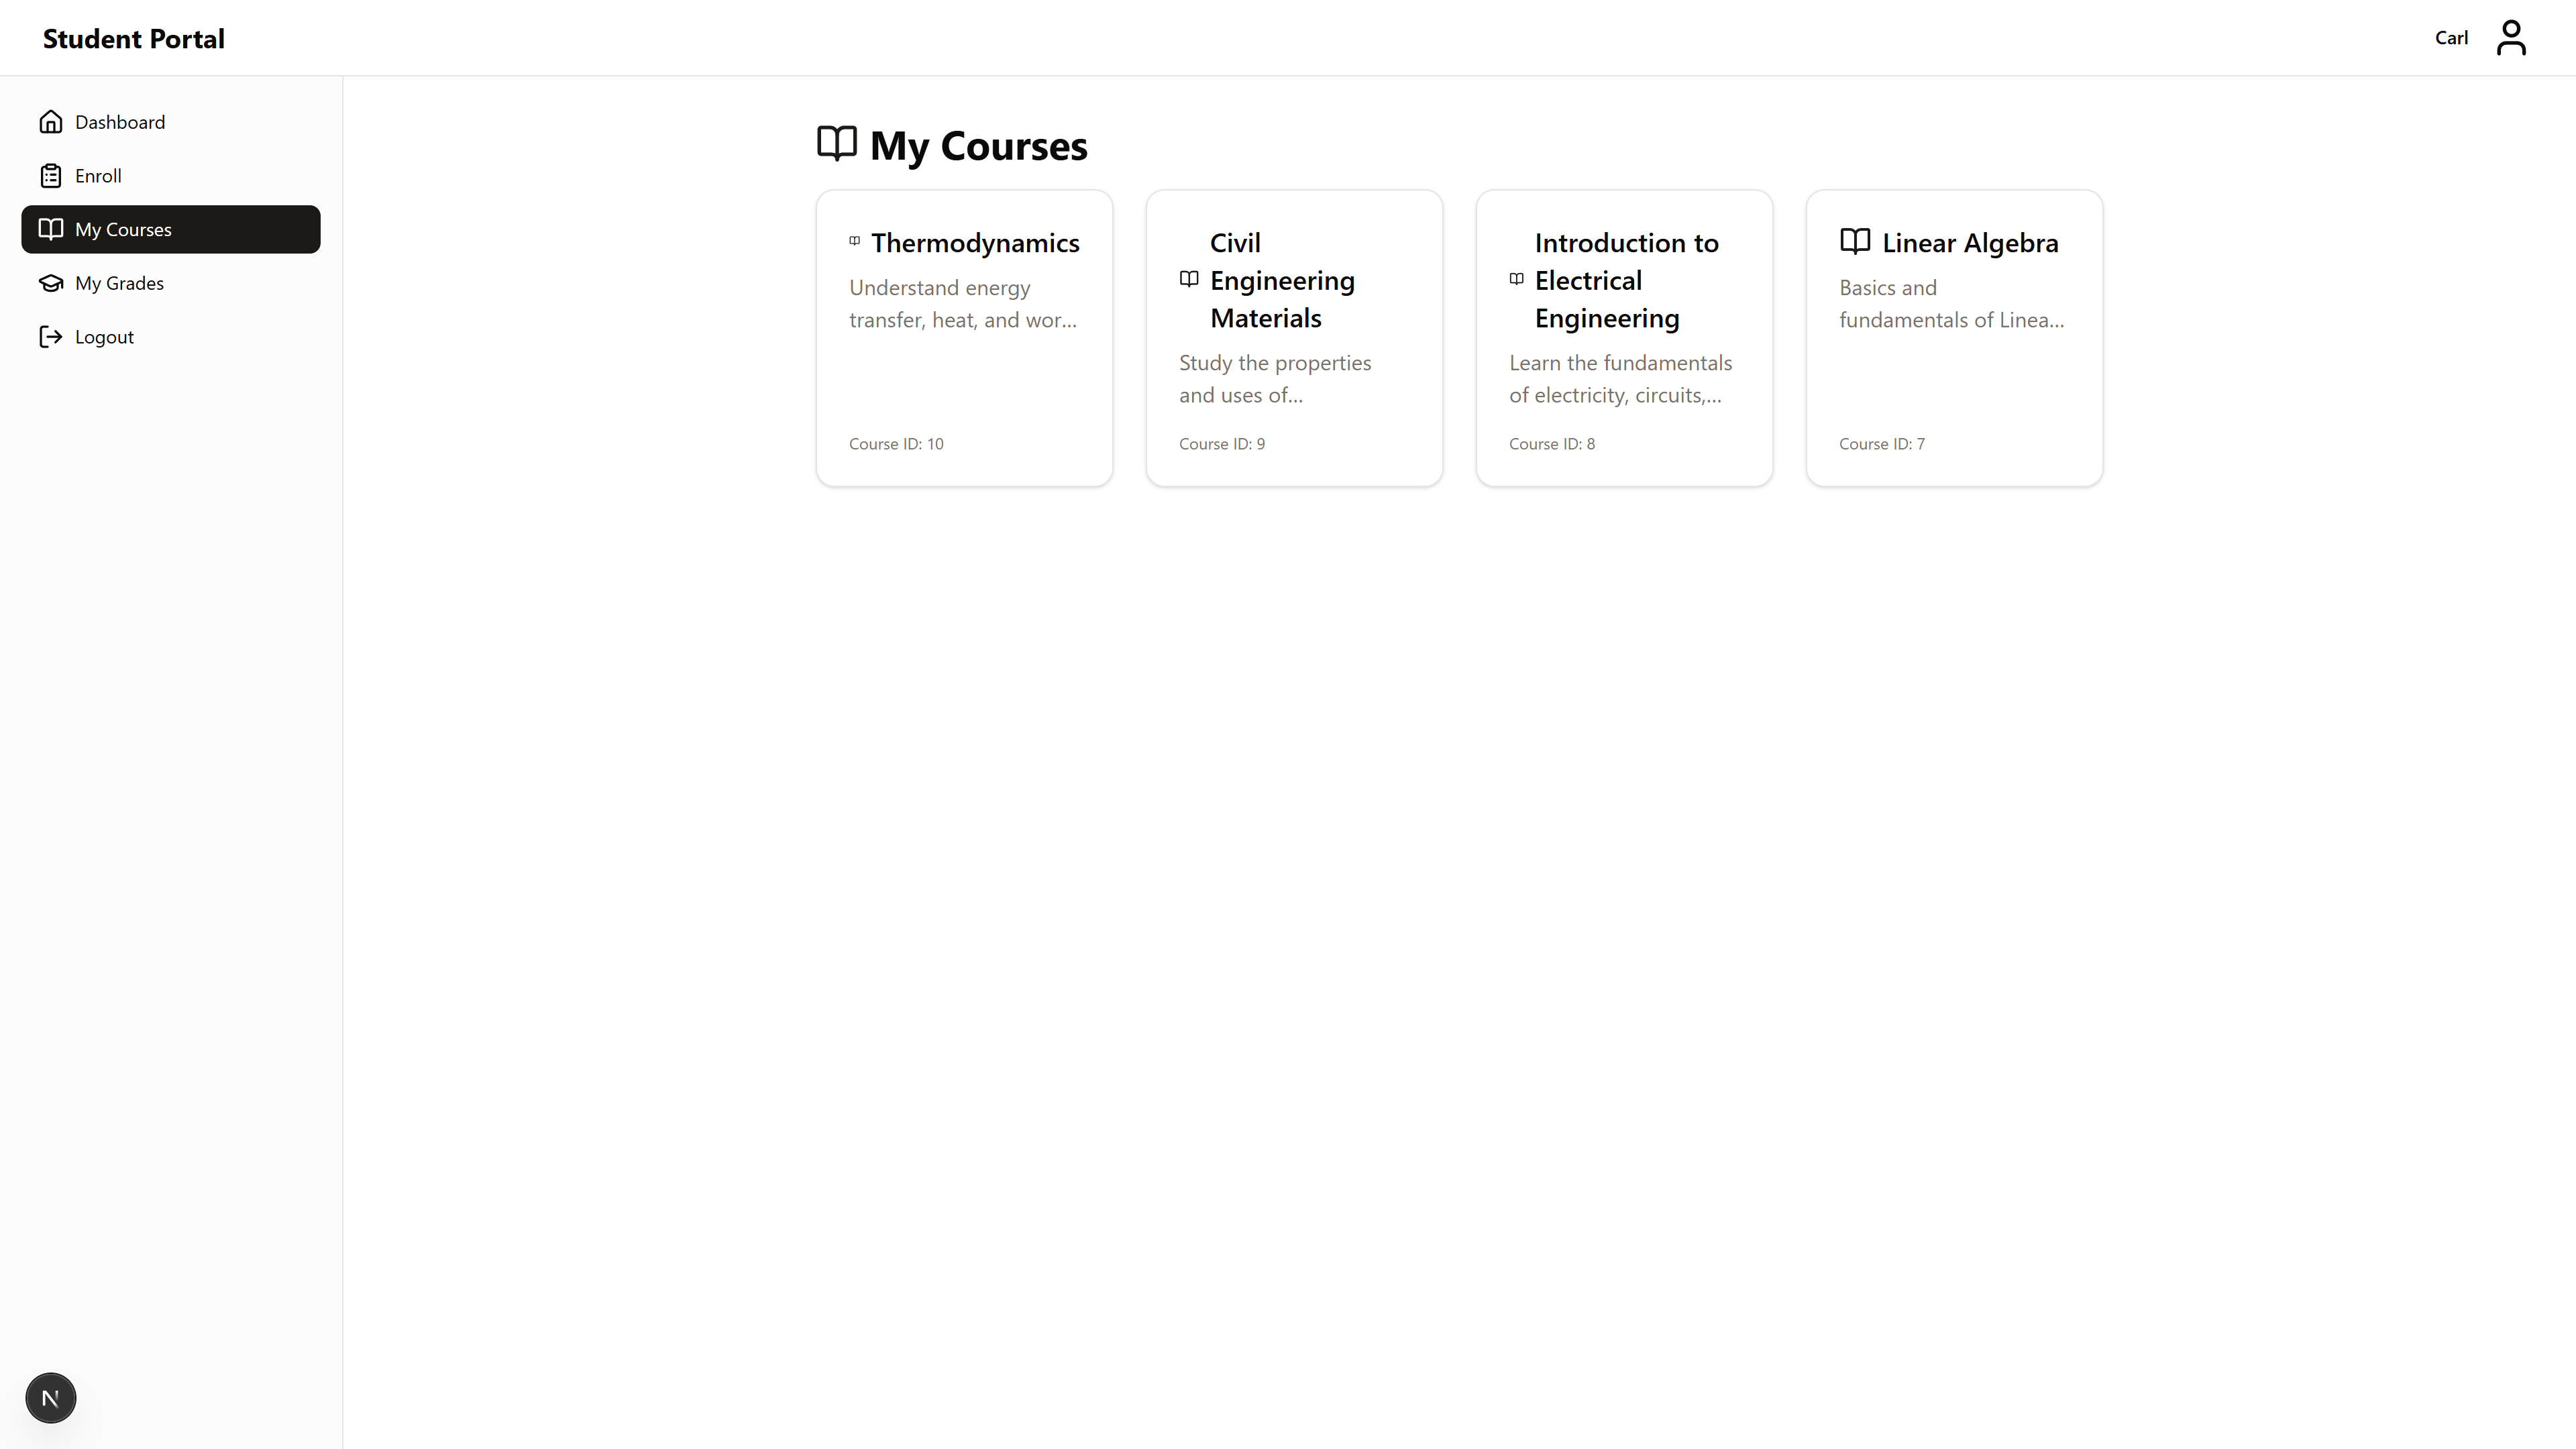 Student Portal
Carl
Dashboard
Enroll
My Courses
My Grades
Logout
My Courses
Thermodynamics
Understand energy
transfer, heat, and wor...
Course ID: 10
Civil
Engineering
Materials
Study the properties
and uses of...
Course ID: 9
Introduction to
Electrical
Engineering
Learn the fundamentals
of electricity, circuits,...
Course ID: 8
Linear Algebra
Basics and
fundamentals of Linea...
Course ID: 7
N